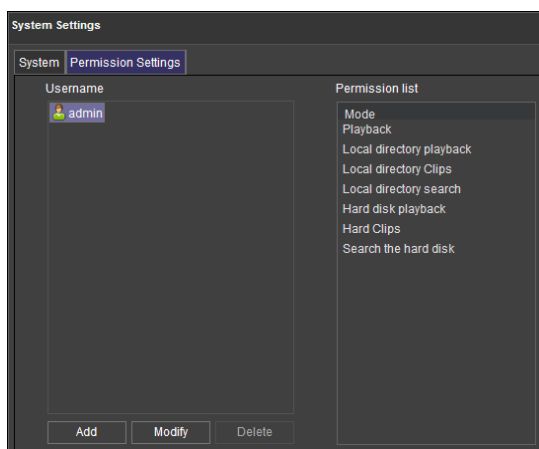 System Settings
System Permission Settings
Username Permission list
admin
Mode
Playback
Local directory playback
Local directory Clips
Local directory search
Hard disk playback
Hard Clips
Search the hard disk
Add Modify Delete